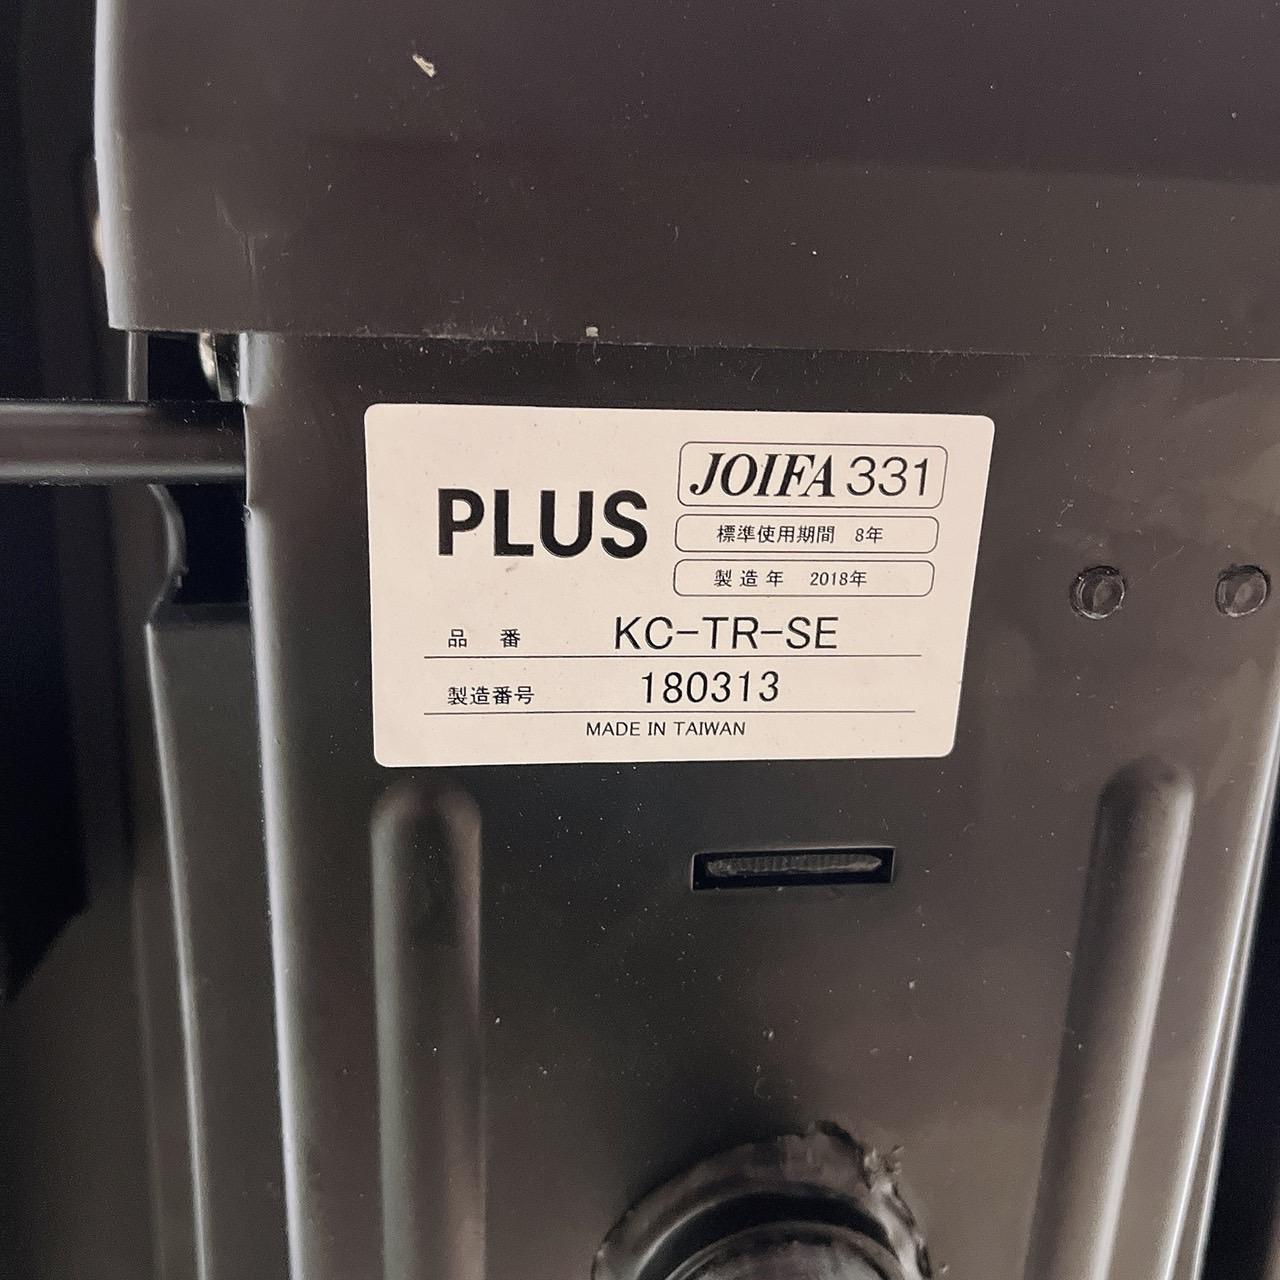 PLUS
JOIFA 331
標準使用期間 8年
製造年 2018年
品番 KC-TR-SE
製造番号 180313
MADE IN TAIWAN